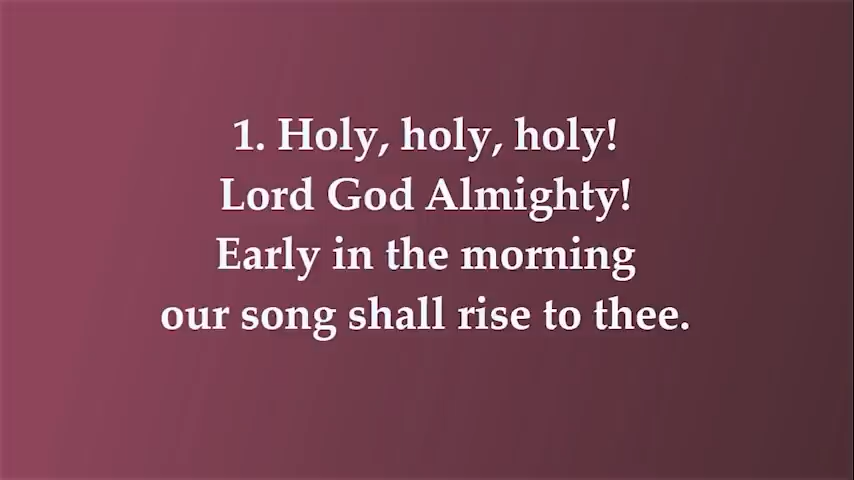 1. Holy, holy, holy!
Lord God Almighty!
Early in the morning
our song shall rise to thee.